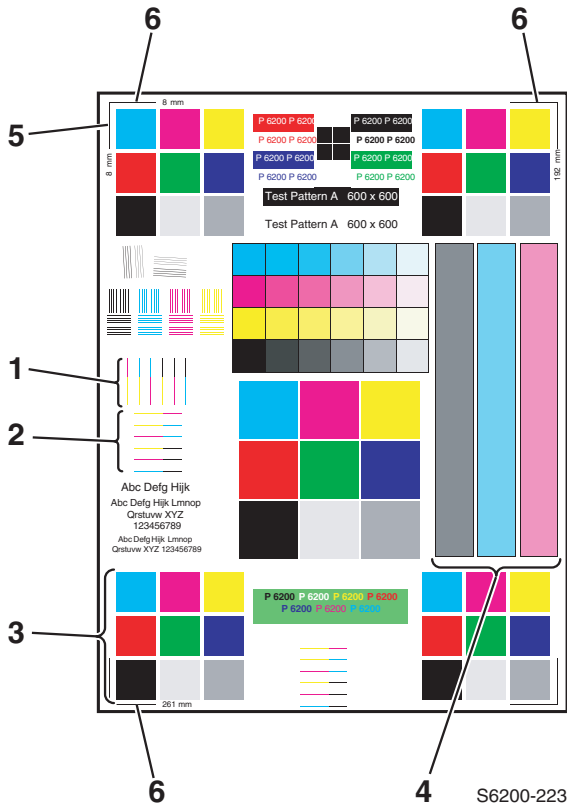 6 6
8 mm
5
8 mm
192 mm
P 6200 P 6200 P 6200 P 6200
P 6200 P 6200 P 6200 P 6200
P 6200 P 6200 P 6200 P 6200
P 6200 P 6200 P 6200 P 6200
Test Pattern A 600 x 600
Test Pattern A 600 x 600
1
2
Abc Defg Hijk
Abc Defg Hijk Lmnop
Qrstuvw XYZ
123456789
Abc Defg Hijk Lmnop
Qrstuvw XYZ 123456789
3
P 6200 P 6200 P 6200 P 6200
P 6200 P 6200 P 6200
261 mm
6 4
S6200-223